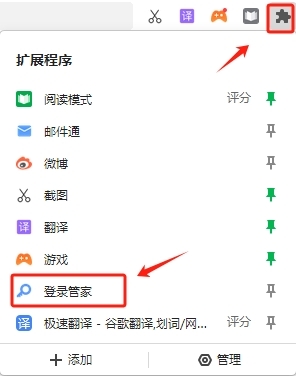 译
扩展程序
阅读模式 评分
邮件通
微博
截图
译 翻译
游戏
登录管家
译 极速翻译 - 谷歌翻译,划词/网... 评分
添加 管理